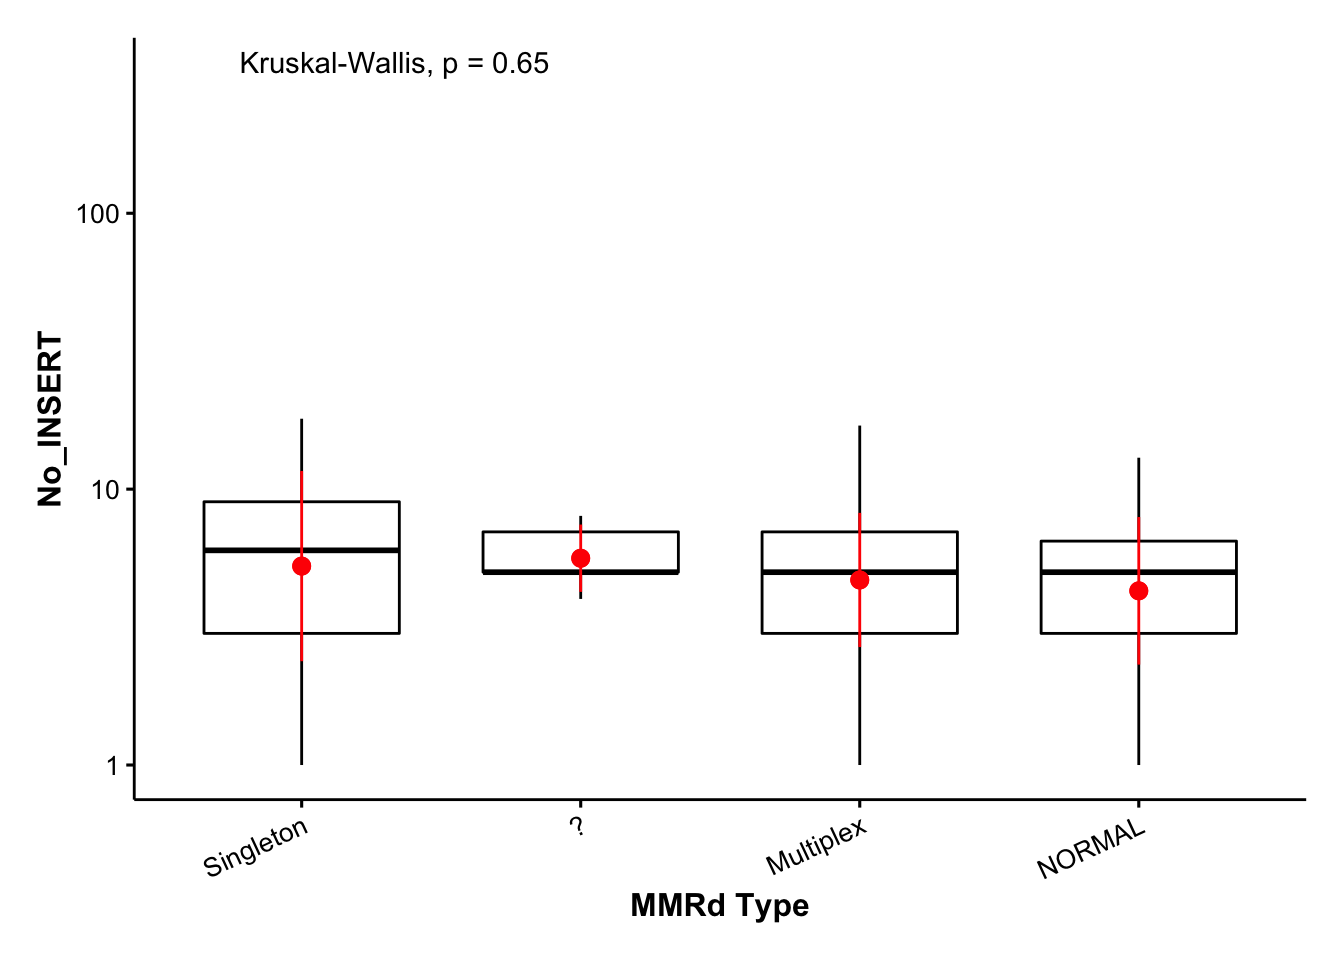 Kruskal-Wallis, p = 0.65
100
10
1
No_INSERT
Singleton
?
Multiplex
NORMAL
MMRd Type